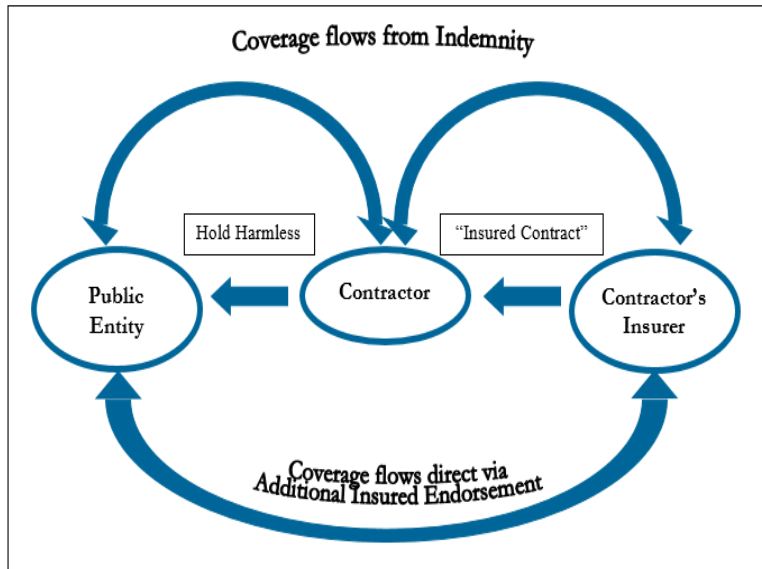 Coverage flows from Indemnity
Hold Harmless
“Insured Contract”
Public
Entity
Contractor
Contractor’s
Insurer
Coverage flows direct via
Additional Insured Endorsement